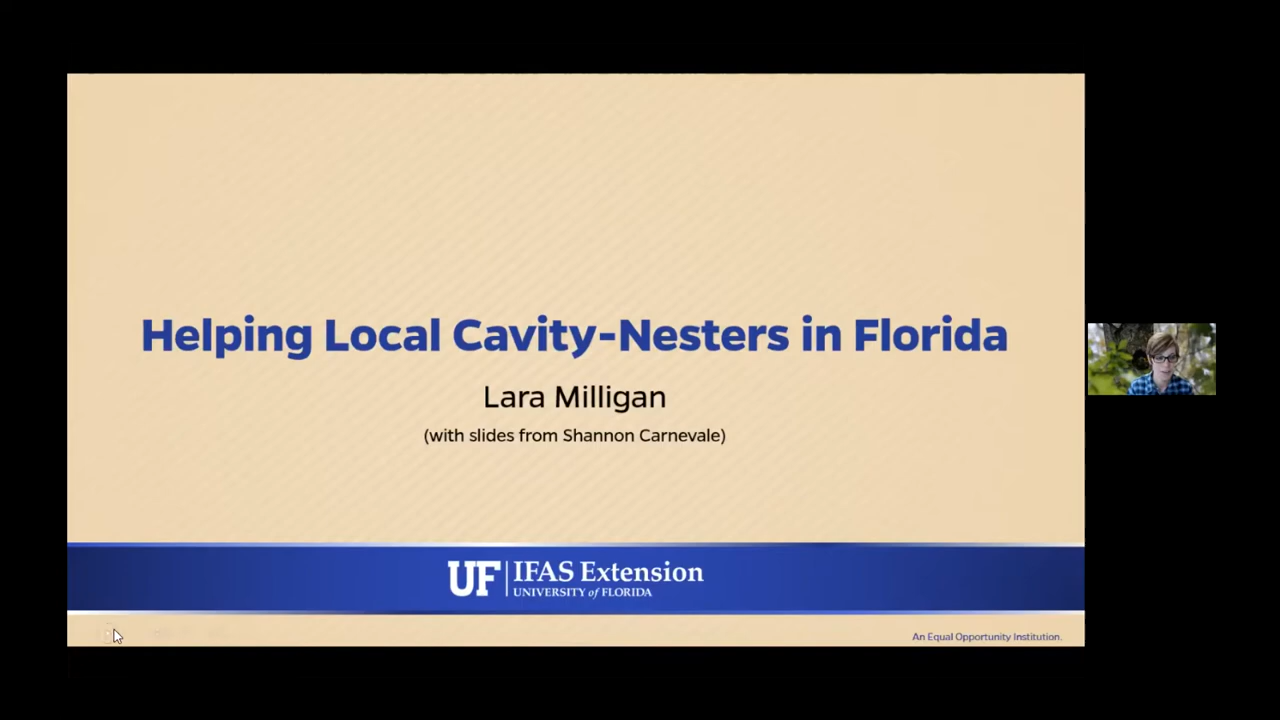 Helping Local Cavity-Nesters in Florida
Lara Milligan
(with slides from Shannon Carnevale)
UF IFAS Extension
UNIVERSITY of FLORIDA
An Equal Opportunity Institution.